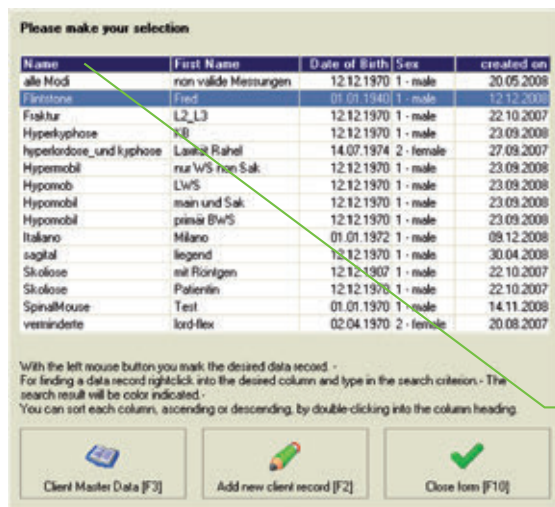 Please make your selection
Name First Name Date of Birth Sex created on
alle Modi non valide Messungen 12.12.1970 1 - male 20.05.2008
Flintstone Fred 01.01.1940 1 - male 12.12.2008
Fraktur L2_L3 12.12.1970 1 - male 22.10.2007
Hyperkyphose KB 12.12.1970 1 - male 23.09.2008
hyperlordose_und kyphose Laxität Rahel 14.07.1974 2 - female 27.09.2007
Hypermobil nur WS non Sak 12.12.1970 1 - male 23.09.2008
Hypomob LWS 12.12.1970 1 - male 23.09.2008
Hypomobil main und Sak 12.12.1970 1 - male 23.09.2008
Hypomobil primär BWS 12.12.1970 1 - male 23.09.2008
Italiano Milano 01.01.1972 1 - male 09.12.2008
sagital liegend 12.12.1970 1 - male 30.04.2008
Skoliose mit Röntgen 12.12.1907 1 - male 22.10.2007
Skoliose Patientin 12.12.1970 1 - male 22.10.2007
SpinalMouse Test 01.01.1970 1 - male 14.11.2008
verminderte lord-flex 02.04.1970 2 - female 20.08.2007
With the left mouse button you mark the desired data record. -
For finding a data record rightclick into the desired column and type in the search criterion.- The
search result will be color indicated.-
You can sort each column, ascending or descending, by double-clicking into the column heading.
Client Master Data [F3] Add new client record [F2] Close form [F10]